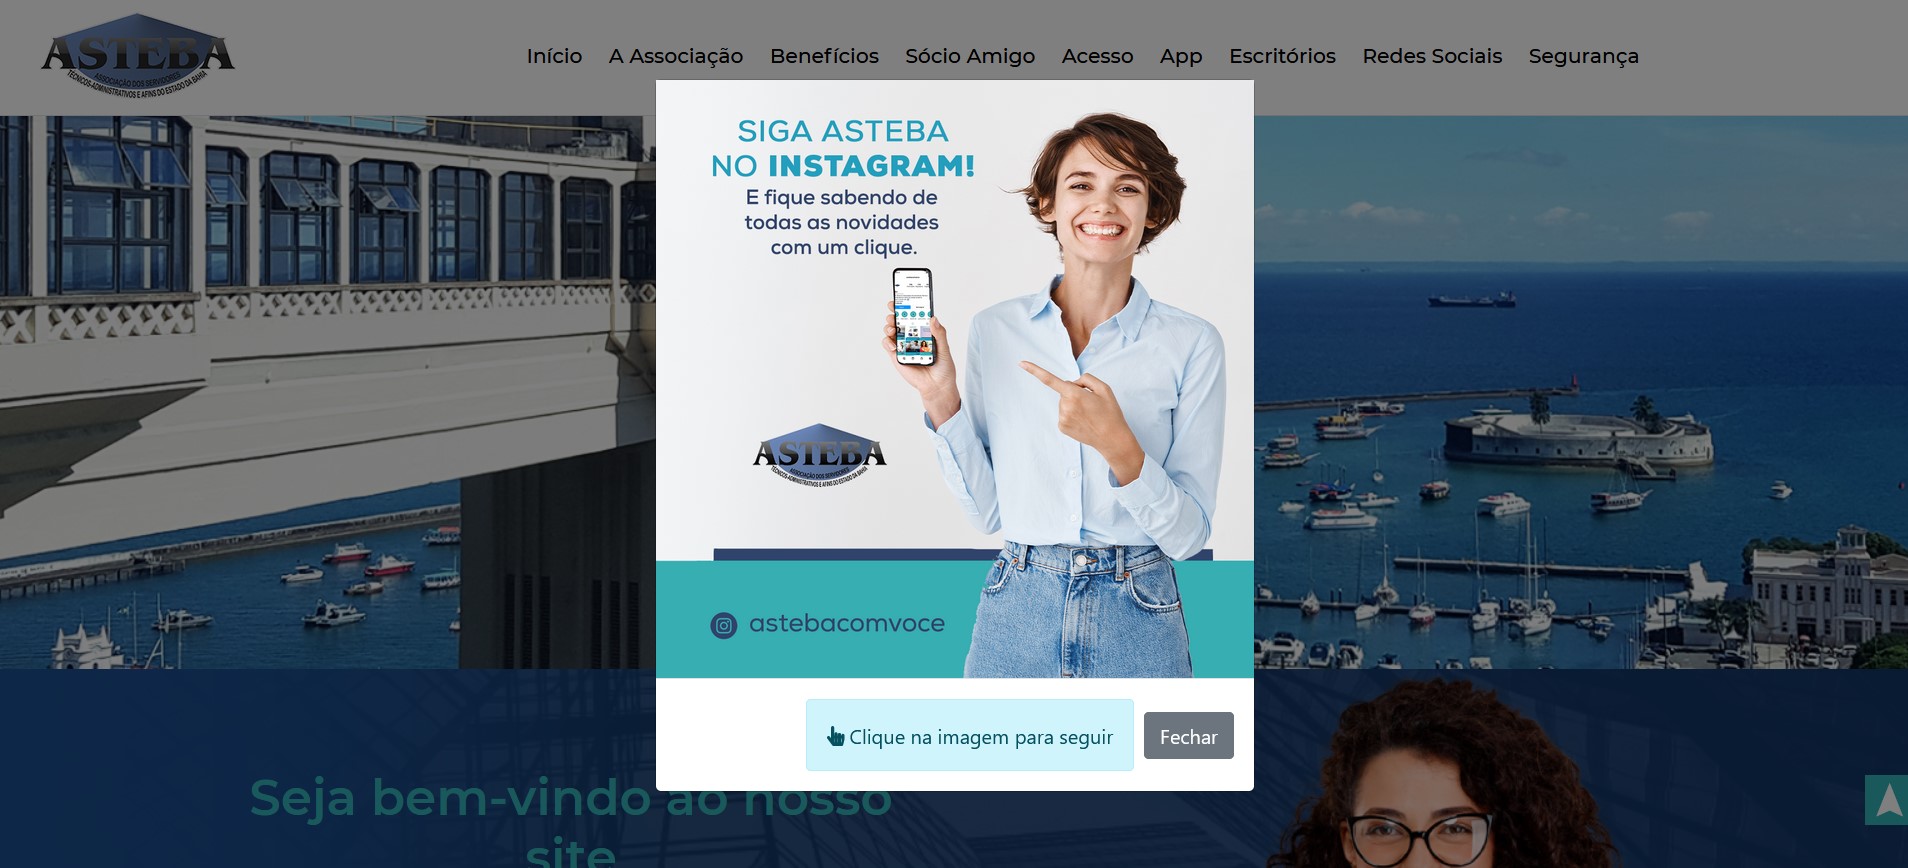 ASTEBA
ASSOCIAÇÃO DOS SERVIDORES
TÉCNICOS-ADMINISTRATIVOS E AFINS DO ESTADO DA BAHIA
Início
A Associação
Benefícios
Sócio Amigo
Acesso
App
Escritórios
Redes Sociais
Segurança
SIGA ASTEBA
NO INSTAGRAM!
E fique sabendo de
todas as novidades
com um clique.
ASTEBA
ASSOCIAÇÃO DOS SERVIDORES
TÉCNICOS-ADMINISTRATIVOS E AFINS DO ESTADO DA BAHIA
astebacomvoce
Clique na imagem para seguir
Fechar
Seja bem-vindo ao nosso
site